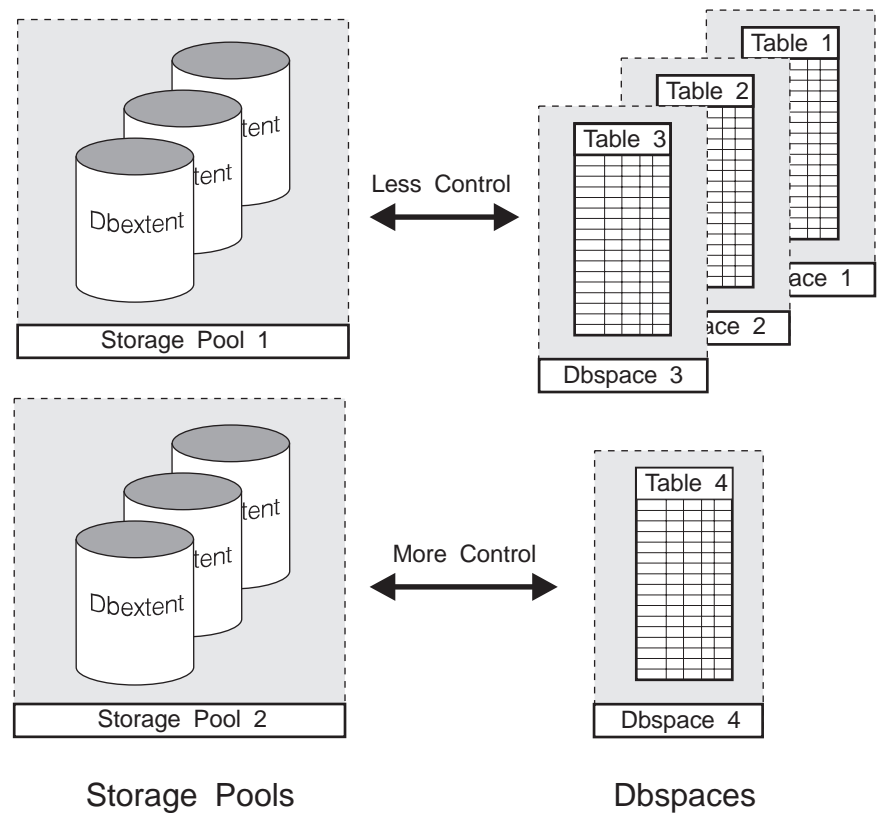 Table 1
Table 2
Table 3
tent
tent
Dbextent
Less Control
ace 1
ace 2
Storage Pool 1
Dbspace 3
Table 4
tent
tent
Dbextent
More Control
Storage Pool 2
Dbspace 4
Storage Pools
Dbspaces